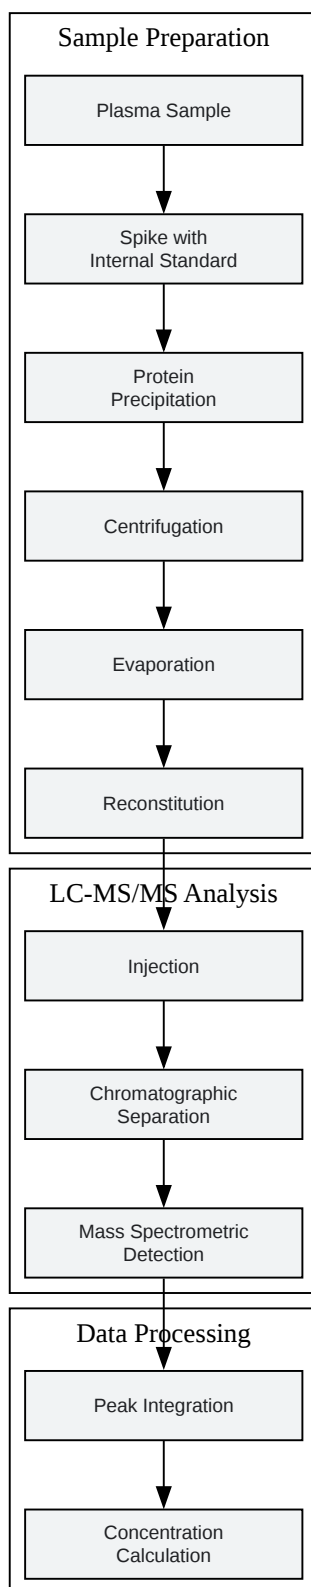 Sample Preparation
Plasma Sample
Spike with
Internal Standard
Protein
Precipitation
Centrifugation
Evaporation
Reconstitution
LC-MS/MS Analysis
Injection
Chromatographic
Separation
Mass Spectrometric
Detection
Data Processing
Peak Integration
Concentration
Calculation